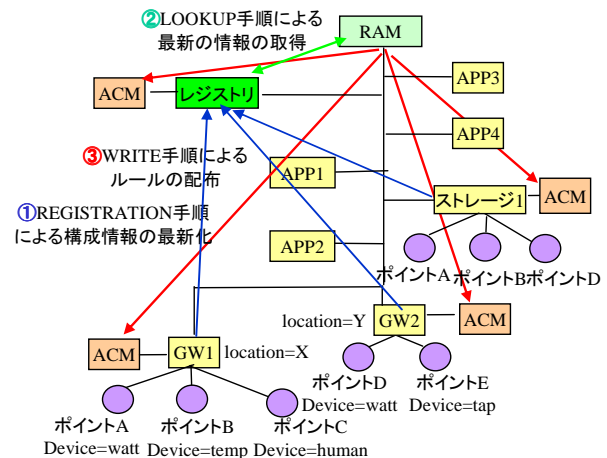 ②LOOKUP手順による
最新の情報の取得
RAM
APP3
ACM
レジストリ
APP4
③WRITE手順による
ルールの配布
APP1
ストレージ1
ACM
①REGISTRATION手順
による構成情報の最新化
APP2
ポイントA
ポイントB
ポイントD
location=Y
GW2
ACM
ACM
GW1
location=X
ポイントD
Device=watt
ポイントE
Device=tap
ポイントA
Device=watt
ポイントB
Device=temp
ポイントC
Device=human